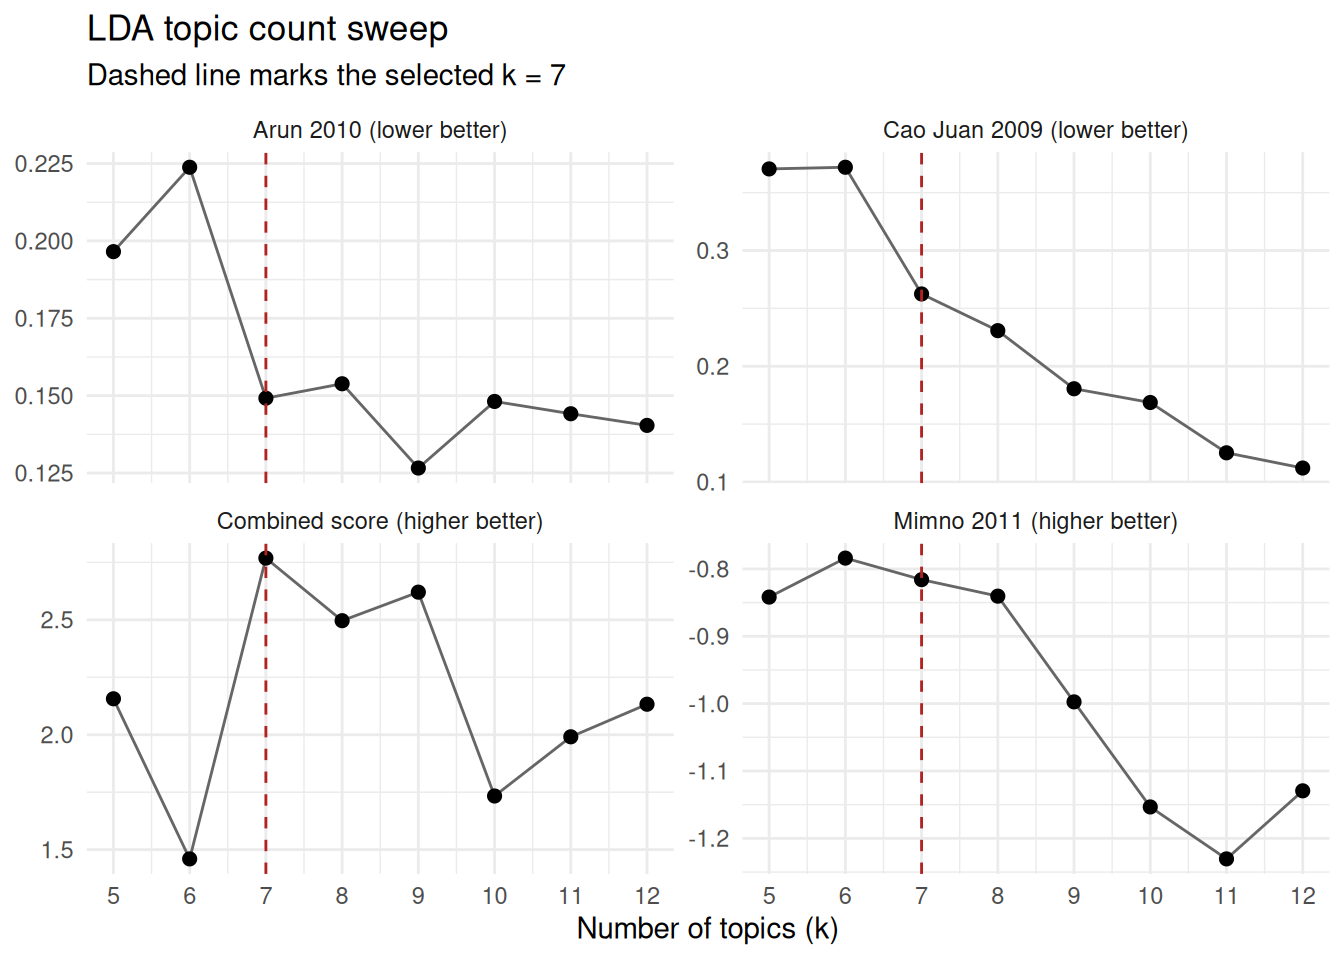 LDA topic count sweep
Dashed line marks the selected k = 7
Arun 2010 (lower better)
0.225
0.200
0.175
0.150
0.125
Cao Juan 2009 (lower better)
0.3
0.2
0.1
Combined score (higher better)
2.5
2.0
1.5
5 6 7 8 9 10 11 12
Mimno 2011 (higher better)
-0.8
-0.9
-1.0
-1.1
-1.2
5 6 7 8 9 10 11 12
Number of topics (k)